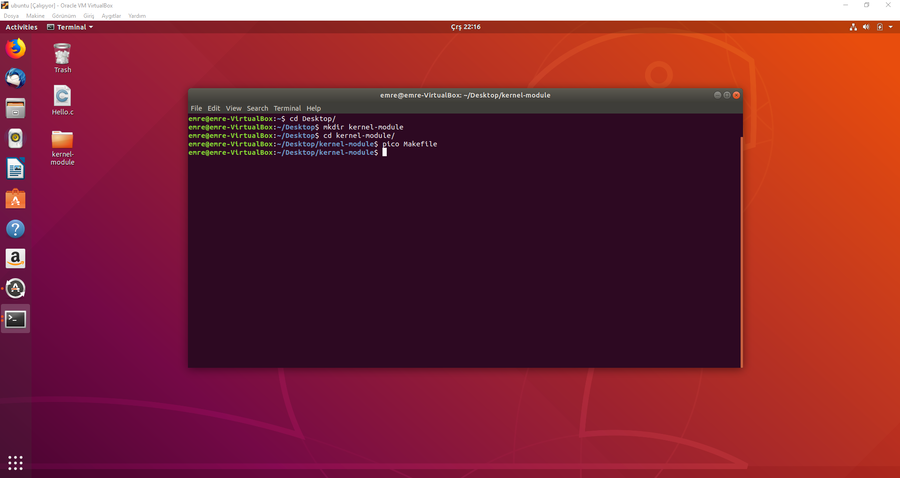 ubuntu [Çalışıyor] - Oracle VM VirtualBox
Dosya Makine Görünüm Giriş Aygıtlar Yardım
Activities Terminal Çrş 22:16
Trash
Hello.c
kernel-
module
emre@emre-VirtualBox: ~/Desktop/kernel-module
File Edit View Search Terminal Help
emre@emre-VirtualBox:~$ cd Desktop/
emre@emre-VirtualBox:~/Desktop$ mkdir kernel-module
emre@emre-VirtualBox:~/Desktop$ cd kernel-module/
emre@emre-VirtualBox:~/Desktop/kernel-module$ pico Makefile
emre@emre-VirtualBox:~/Desktop/kernel-module$